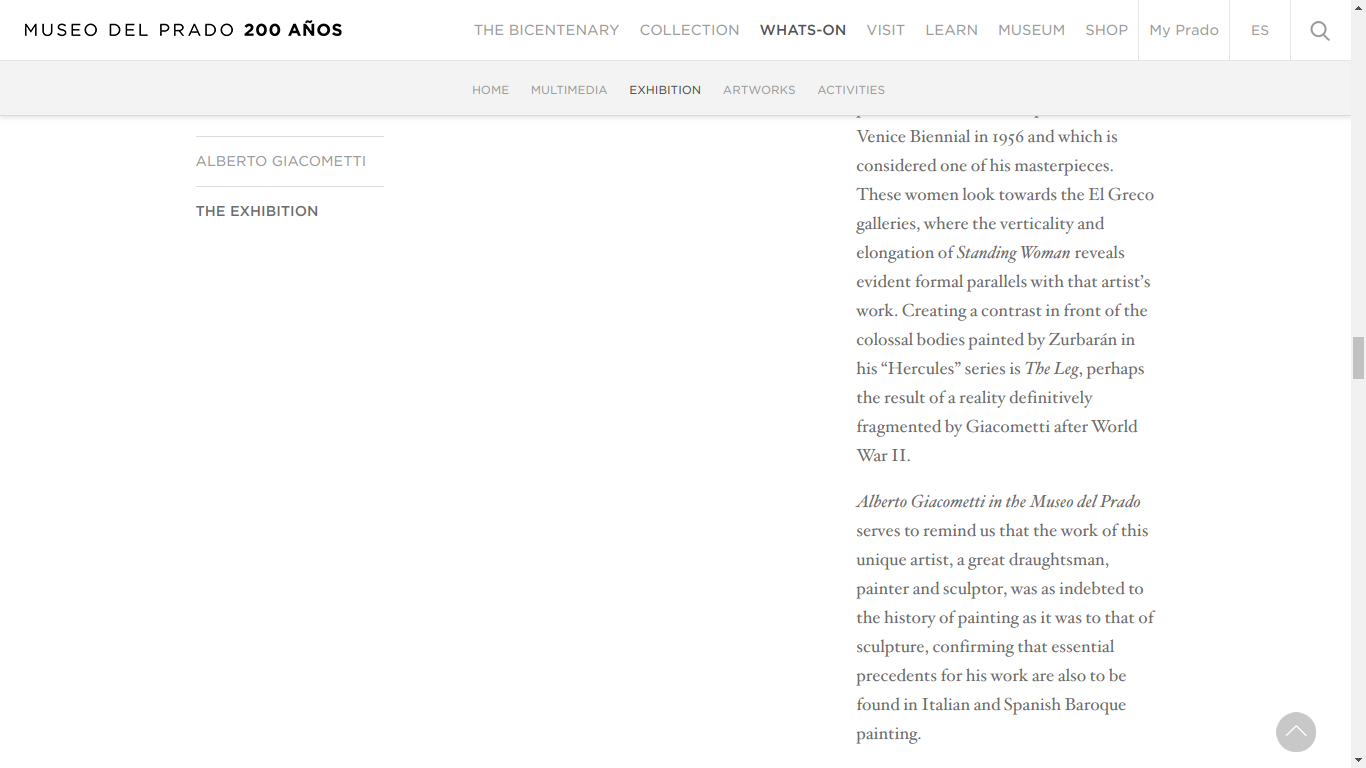 MUSEO DEL PRADO 200 AÑOS
THE BICENTENARY COLLECTION WHATS-ON VISIT LEARN MUSEUM SHOP My Prado ES
HOME MULTIMEDIA EXHIBITION ARTWORKS ACTIVITIES
ALBERTO GIACOMETTI
THE EXHIBITION
Venice Biennial in 1956 and which is
considered one of his masterpieces.
These women look towards the El Greco
galleries, where the verticality and
elongation of Standing Woman reveals
evident formal parallels with that artist’s
work. Creating a contrast in front of the
colossal bodies painted by Zurbarán in
his “Hercules” series is The Leg, perhaps
the result of a reality definitively
fragmented by Giacometti after World
War II.
Alberto Giacometti in the Museo del Prado
serves to remind us that the work of this
unique artist, a great draughtsman,
painter and sculptor, was as indebted to
the history of painting as it was to that of
sculpture, confirming that essential
precedents for his work are also to be
found in Italian and Spanish Baroque
painting.